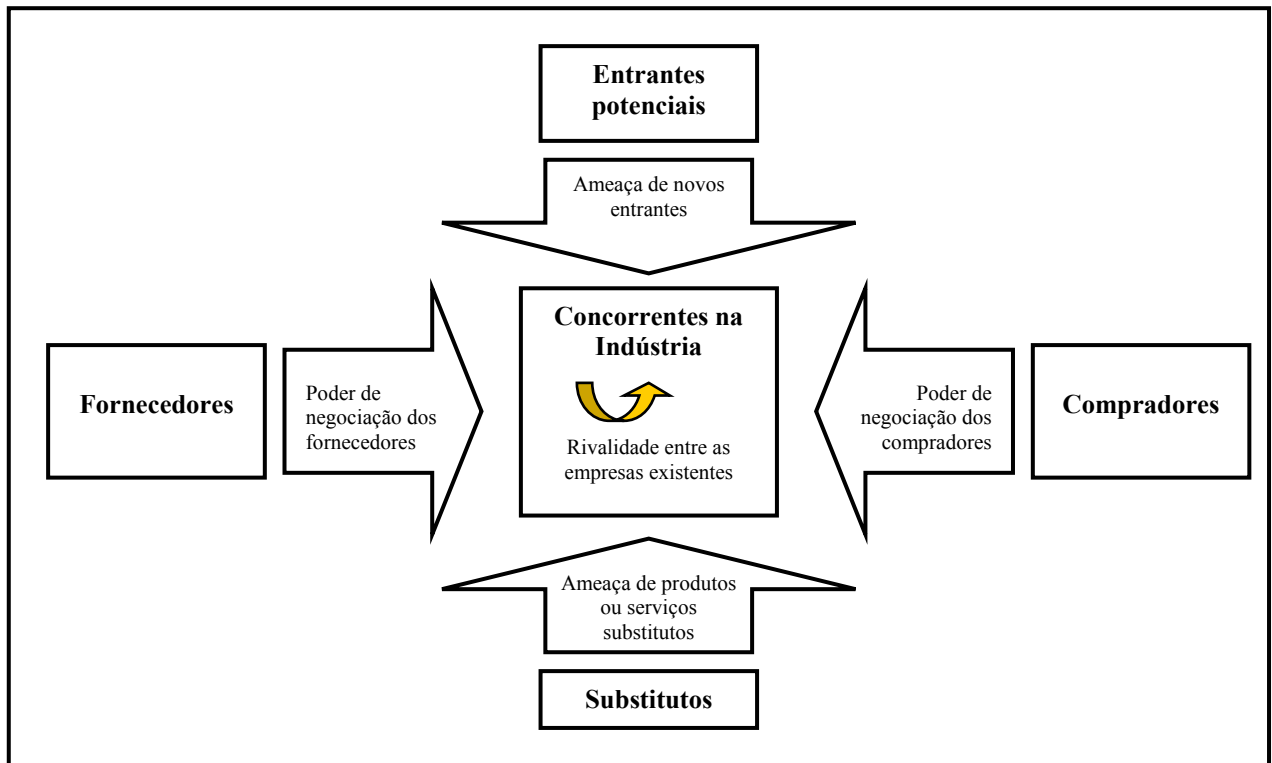 Entrantes
potenciais
Ameaça de novos
entrantes
Concorrentes na
Indústria
Rivalidade entre as
empresas existentes
Fornecedores
Poder de
negociação dos
fornecedores
Poder de
negociação dos
compradores
Compradores
Ameaça de produtos
ou serviços
substitutos
Substitutos